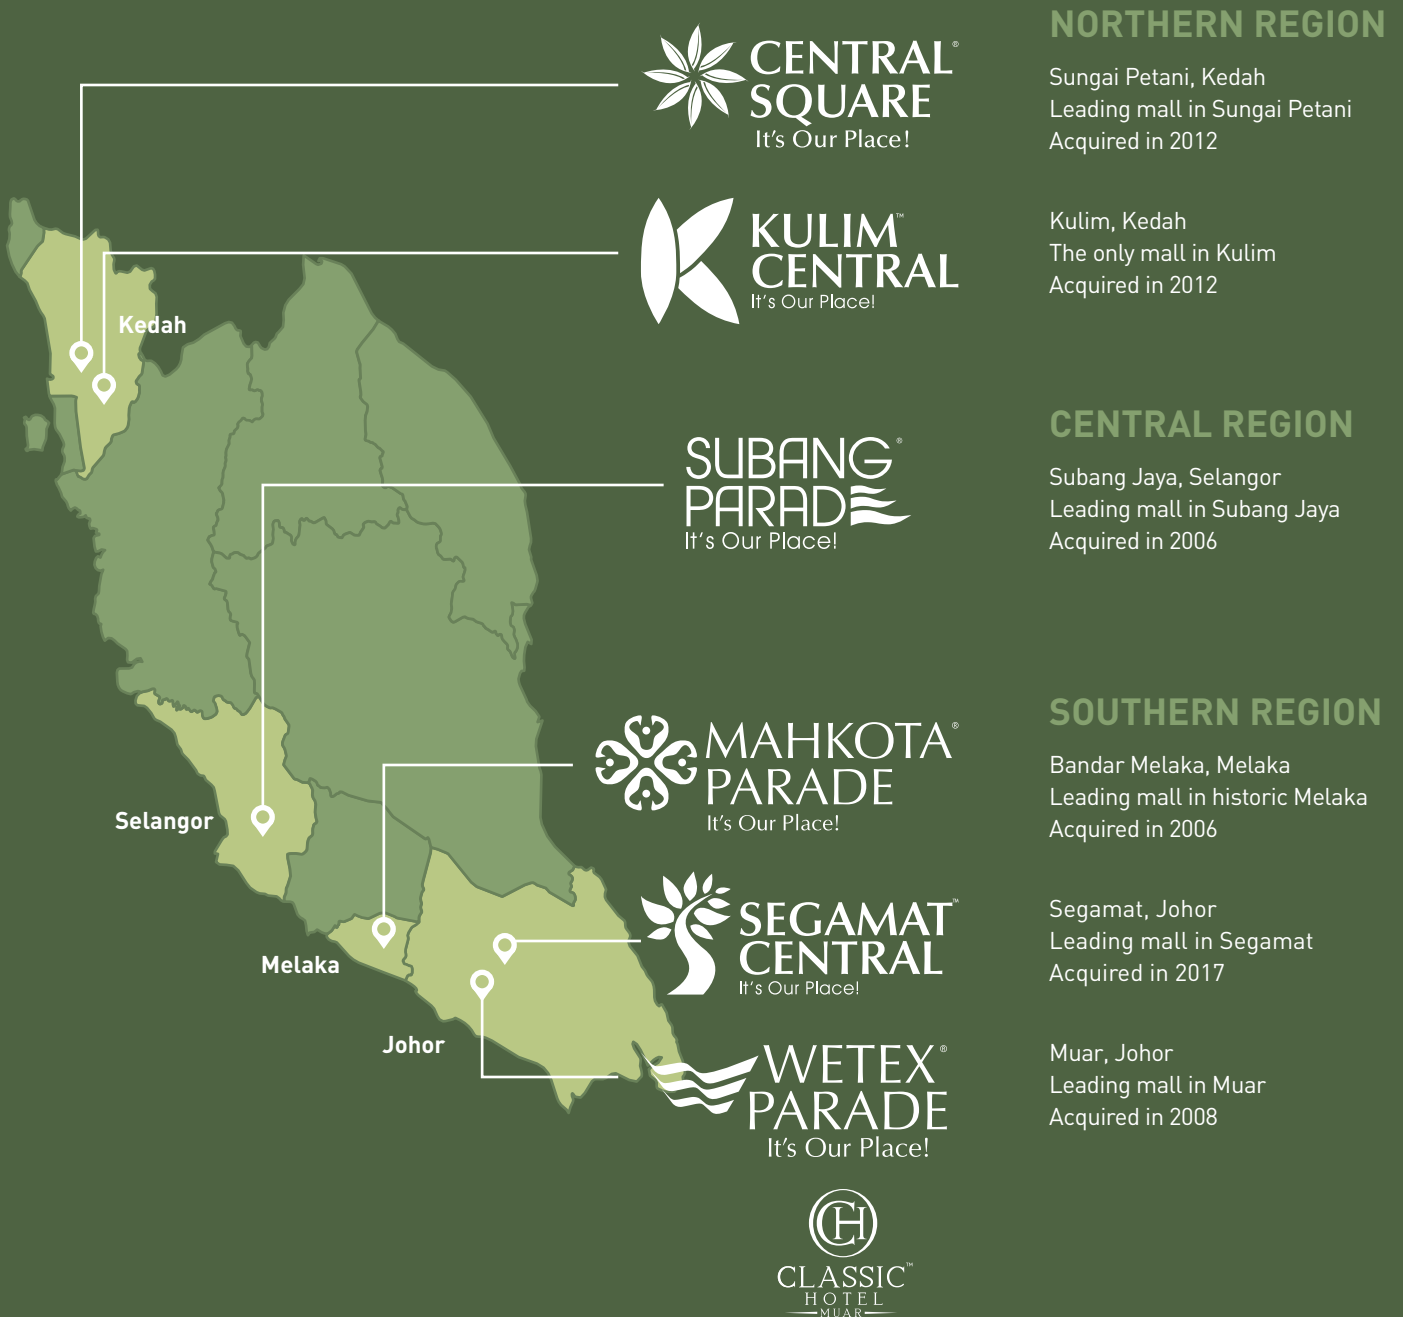 NORTHERN REGION
CENTRAL®
SQUARE
It's Our Place!
Sungai Petani, Kedah
Leading mall in Sungai Petani
Acquired in 2012
KULIM™
CENTRAL
It's Our Place!
Kulim, Kedah
The only mall in Kulim
Acquired in 2012
Kedah
CENTRAL REGION
SUBANG®
PARADE
It's Our Place!
Subang Jaya, Selangor
Leading mall in Subang Jaya
Acquired in 2006
SOUTHERN REGION
MAHKOTA®
PARADE
It's Our Place!
Bandar Melaka, Melaka
Leading mall in historic Melaka
Acquired in 2006
Selangor
SEGAMAT™
CENTRAL
It's Our Place!
Segamat, Johor
Leading mall in Segamat
Acquired in 2017
Melaka
Johor
WETEX®
PARADE
It's Our Place!
Muar, Johor
Leading mall in Muar
Acquired in 2008
CH
CLASSIC™
HOTEL
MUAR